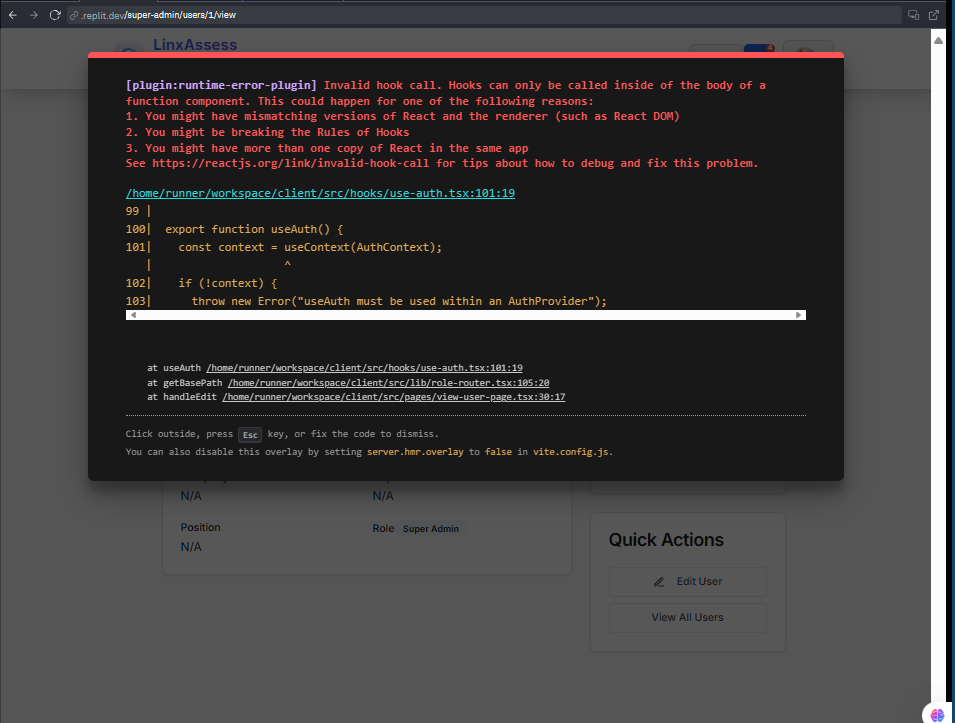 .replit.dev/super-admin/users/1/view
LinxAssess
4
[plugin:runtime-error-plugin] Invalid hook call. Hooks can only be called inside of the body of a
function component. This could happen for one of the following reasons:
1. You might have mismatching versions of React and the renderer (such as React DOM)
2. You might be breaking the Rules of Hooks
3. You might have more than one copy of React in the same app
See https://reactjs.org/link/invalid-hook-call for tips about how to debug and fix this problem.
/home/runner/workspace/client/src/hooks/use-auth.tsx:101:19
99 |
100|  export function useAuth() {
101|    const context = useContext(AuthContext);
   |                    ^
102|    if (!context) {
103|      throw new Error("useAuth must be used within an AuthProvider");
at useAuth /home/runner/workspace/client/src/hooks/use-auth.tsx:101:19
at getBasePath /home/runner/workspace/client/src/lib/role-router.tsx:105:20
at handleEdit /home/runner/workspace/client/src/pages/view-user-page.tsx:30:17
Click outside, press Esc key, or fix the code to dismiss.
You can also disable this overlay by setting server.hmr.overlay to false in vite.config.js.
N/A N/A
Position Role Super Admin
N/A
Quick Actions
Edit User
View All Users